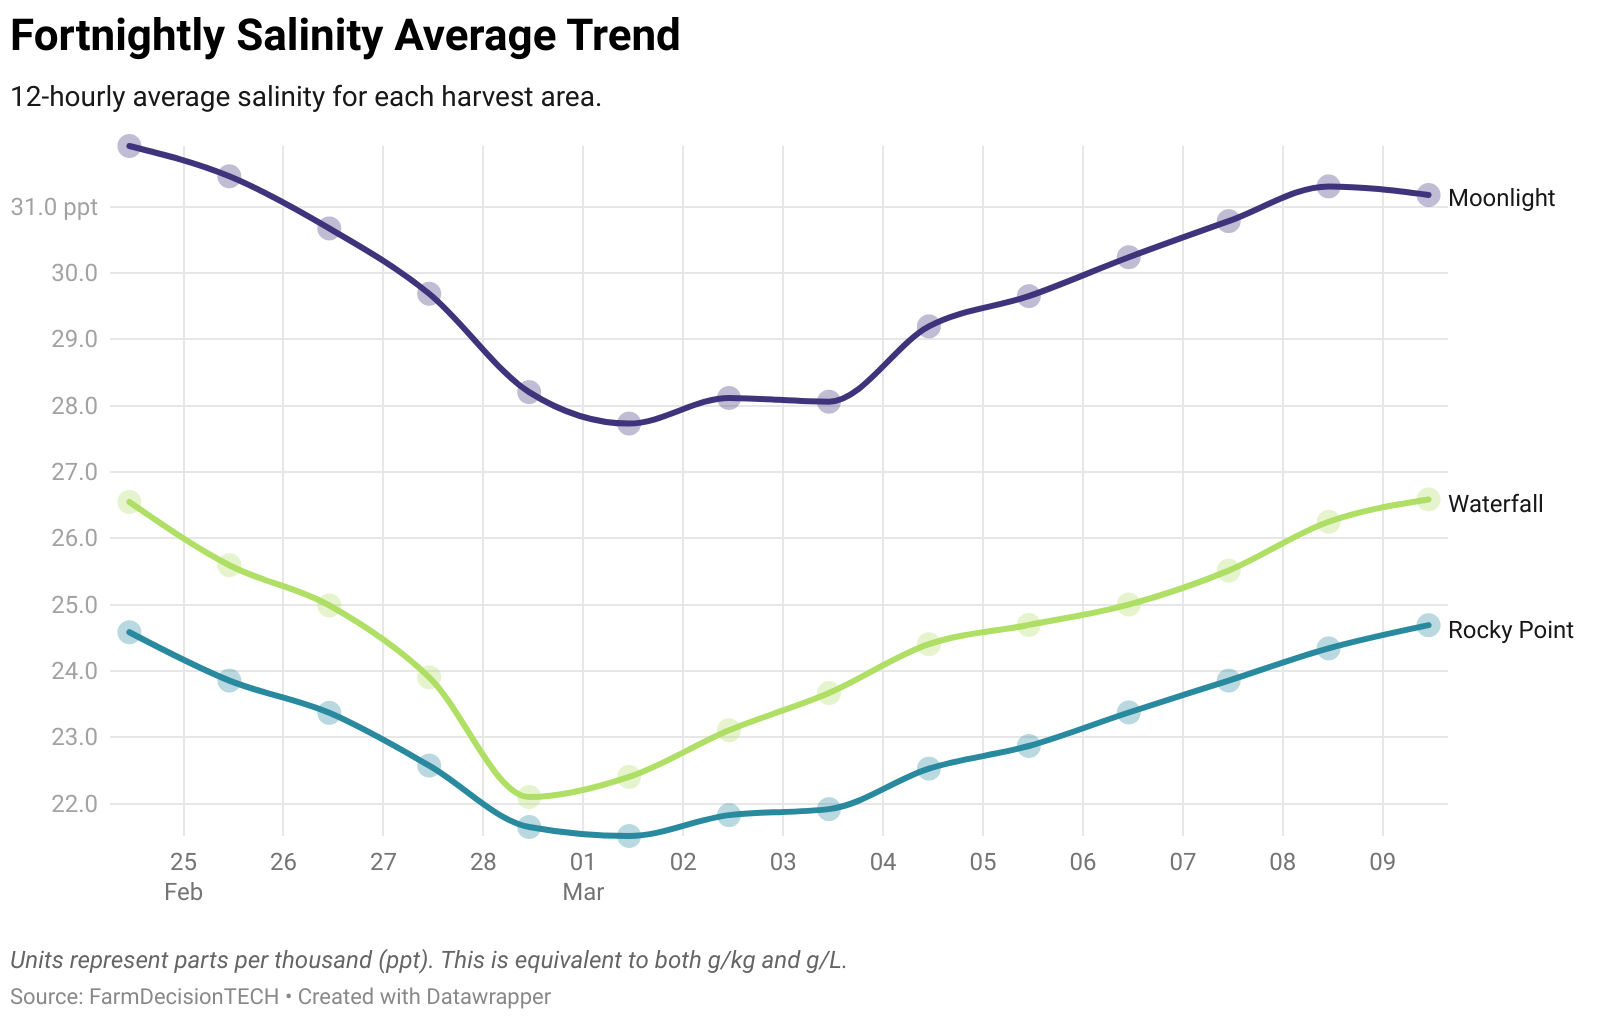 Fortnightly Salinity Average Trend
12-hourly average salinity for each harvest area.
31.0 ppt
30.0
29.0
28.0
27.0
26.0
25.0
24.0
23.0
22.0
Moonlight
Waterfall
Rocky Point
25 26 27 28 01 02 03 04 05 06 07 08 09
Feb Mar
Units represent parts per thousand (ppt). This is equivalent to both g/kg and g/L.
Source: FarmDecisionTECH • Created with Datawrapper